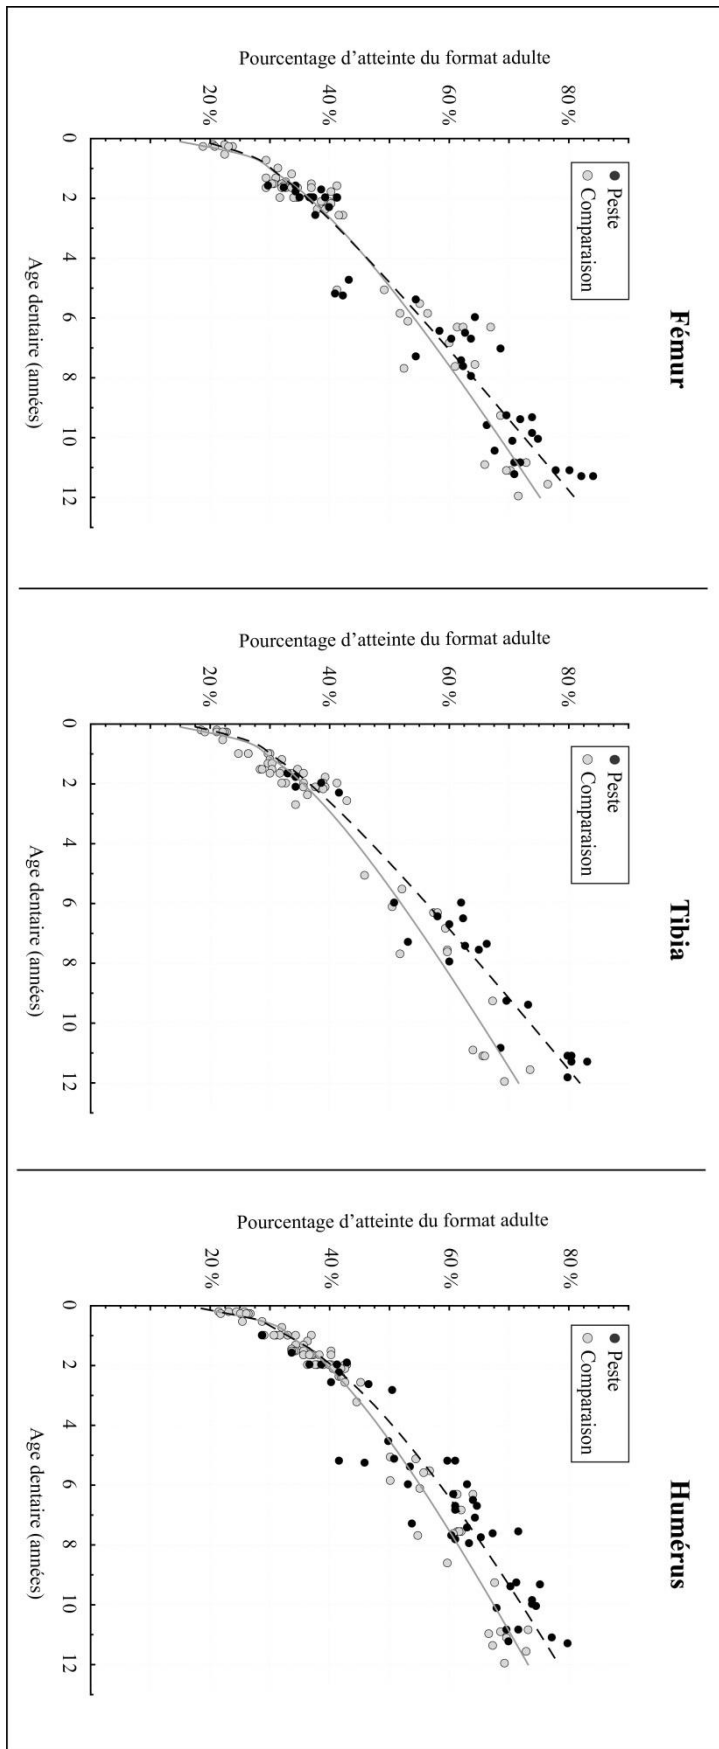 Fémur
Pourcentage d'atteinte du format adulte
80 %
60 %
40 %
20 %
Peste
Comparaison
0
2
4
6
8
10
12
Age dentaire (années)
Tibia
Pourcentage d'atteinte du format adulte
80 %
60 %
40 %
20 %
Peste
Comparaison
0
2
4
6
8
10
12
Age dentaire (années)
Humérus
Pourcentage d'atteinte du format adulte
80 %
60 %
40 %
20 %
Peste
Comparaison
0
2
4
6
8
10
12
Age dentaire (années)